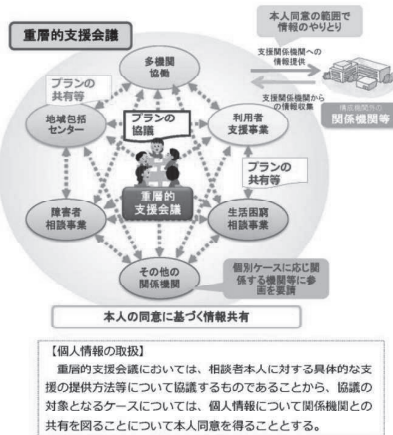 重層的支援会議
本人同意の範囲で
情報のやりとり
多機関
協働
支援関係機関への
情報提供
支援関係機関から
の情報収集
構成機関外の
関係機関等
プランの
共有等
地域包括
センター
プランの
協議
利用者
支援事業
プランの
共有等
重層的
支援会議
障害者
相談事業
生活困窮
相談事業
その他の
関係機関
個別ケースに応じ関
係する機関等に参
画を要請
本人の同意に基づく情報共有
【個人情報の取扱】
重層的支援会議においては、相談者本人に対する具体的な支
援の提供方法等について協議するものであることから、協議の
対象となるケースについては、個人情報について関係機関との
共有を図ることについて本人同意を得ることとする。